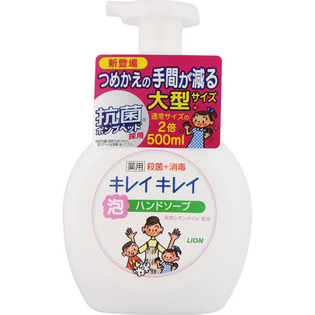 新登場
つめかえの手間が減る
大型サイズ
抗菌
ポンプヘッド
採用
通常サイズの
2倍
500ml
薬用 殺菌+消毒
キレイキレイ
泡 ハンドソープ
天然レモンオイル配合
LION